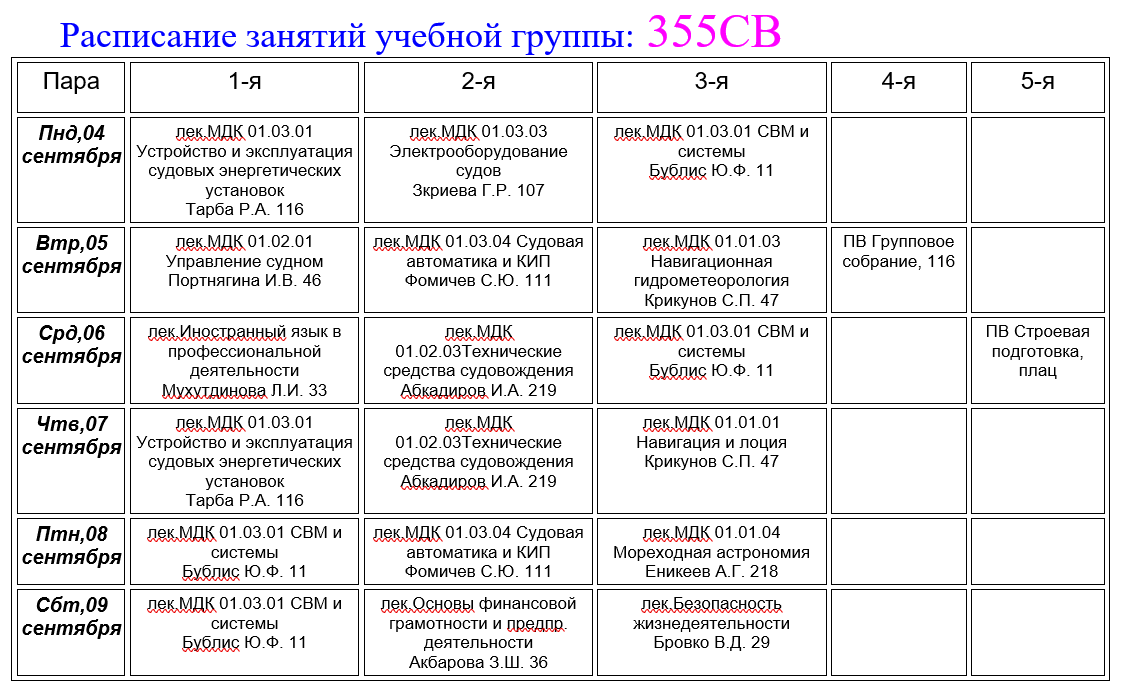 Расписание занятий учебной группы: 355СВ
Пара
1-я
2-я
3-я
4-я
5-я
Пнд,04
сентября
лек.МДК 01.03.01
Устройство и эксплуатация
судовых энергетических
установок
Тарба Р.А. 116
лек.МДК 01.03.03
Электрооборудование
судов
Зкриева Г.Р. 107
лек.МДК 01.03.01 СВМ и
системы
Бублис Ю.Ф. 11
Втр,05
сентября
лек.МДК 01.02.01
Управление судном
Портнягина И.В. 46
лек.МДК 01.03.04 Судовая
автоматика и КИП
Фомичев С.Ю. 111
лек.МДК 01.01.03
Навигационная
гидрометеорология
Крикунов С.П. 47
ПВ Групповое
собрание, 116
Срд,06
сентября
лек.Иностранный язык в
профессиональной
деятельности
Мухутдинова Л.И. 33
лек.МДК
01.02.03Технические
средства судовождения
Абкадиров И.А. 219
лек.МДК 01.03.01 СВМ и
системы
Бублис Ю.Ф. 11
ПВ Строевая
подготовка,
плац
Чтв,07
сентября
лек.МДК 01.03.01
Устройство и эксплуатация
судовых энергетических
установок
Тарба Р.А. 116
лек.МДК
01.02.03Технические
средства судовождения
Абкадиров И.А. 219
лек.МДК 01.01.01
Навигация и лоция
Крикунов С.П. 47
Птн,08
сентября
лек.МДК 01.03.01 СВМ и
системы
Бублис Ю.Ф. 11
лек.МДК 01.03.04 Судовая
автоматика и КИП
Фомичев С.Ю. 111
лек.МДК 01.01.04
Мореходная астрономия
Еникеев А.Г. 218
Сбт,09
сентября
лек.МДК 01.03.01 СВМ и
системы
Бублис Ю.Ф. 11
лек.Основы финансовой
грамотности и предпр.
деятельности
Акбарова З.Ш. 36
лек.Безопасность
жизнедеятельности
Бровко В.Д. 29